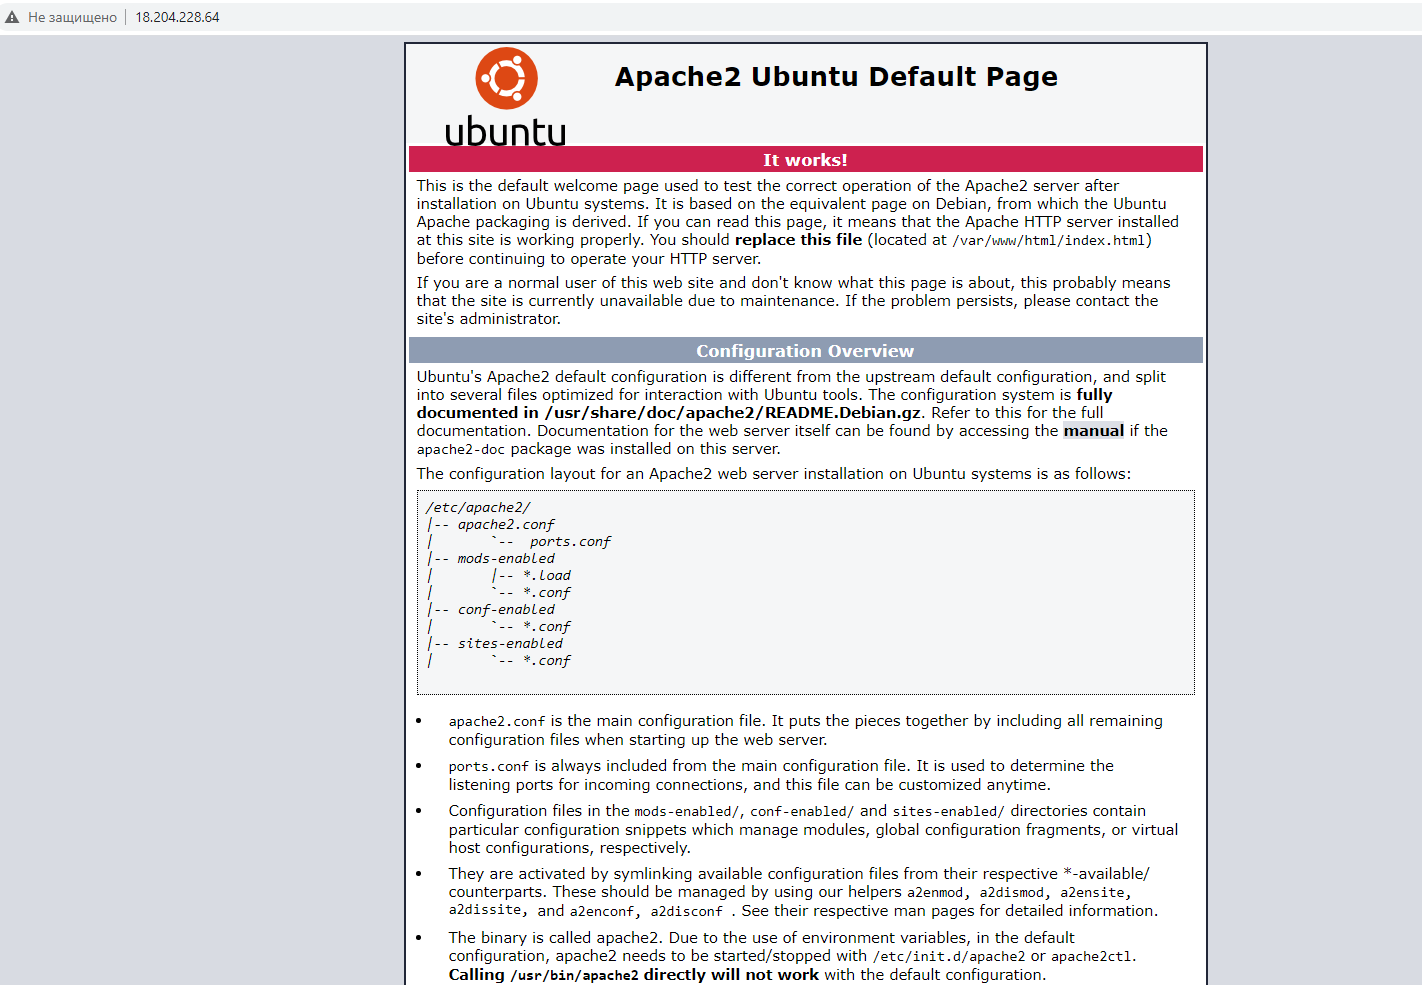 Не защищено 18.204.228.64
Apache2 Ubuntu Default Page
ubuntu
It works!
This is the default welcome page used to test the correct operation of the Apache2 server after
installation on Ubuntu systems. It is based on the equivalent page on Debian, from which the Ubuntu
Apache packaging is derived. If you can read this page, it means that the Apache HTTP server installed
at this site is working properly. You should replace this file (located at /var/www/html/index.html)
before continuing to operate your HTTP server.
If you are a normal user of this web site and don't know what this page is about, this probably means
that the site is currently unavailable due to maintenance. If the problem persists, please contact the
site's administrator.
Configuration Overview
Ubuntu's Apache2 default configuration is different from the upstream default configuration, and split
into several files optimized for interaction with Ubuntu tools. The configuration system is fully
documented in /usr/share/doc/apache2/README.Debian.gz. Refer to this for the full
documentation. Documentation for the web server itself can be found by accessing the manual if the
apache2-doc package was installed on this server.
The configuration layout for an Apache2 web server installation on Ubuntu systems is as follows:
/etc/apache2/
|-- apache2.conf
|       `--  ports.conf
|-- mods-enabled
|       |-- *.load
|       `-- *.conf
|-- conf-enabled
|       `-- *.conf
|-- sites-enabled
|       `-- *.conf
• apache2.conf is the main configuration file. It puts the pieces together by including all remaining
configuration files when starting up the web server.
• ports.conf is always included from the main configuration file. It is used to determine the
listening ports for incoming connections, and this file can be customized anytime.
• Configuration files in the mods-enabled/, conf-enabled/ and sites-enabled/ directories contain
particular configuration snippets which manage modules, global configuration fragments, or virtual
host configurations, respectively.
• They are activated by symlinking available configuration files from their respective *-available/
counterparts. These should be managed by using our helpers a2enmod, a2dismod, a2ensite,
a2dissite, and a2enconf, a2disconf . See their respective man pages for detailed information.
• The binary is called apache2. Due to the use of environment variables, in the default
configuration, apache2 needs to be started/stopped with /etc/init.d/apache2 or apache2ctl.
Calling /usr/bin/apache2 directly will not work with the default configuration.